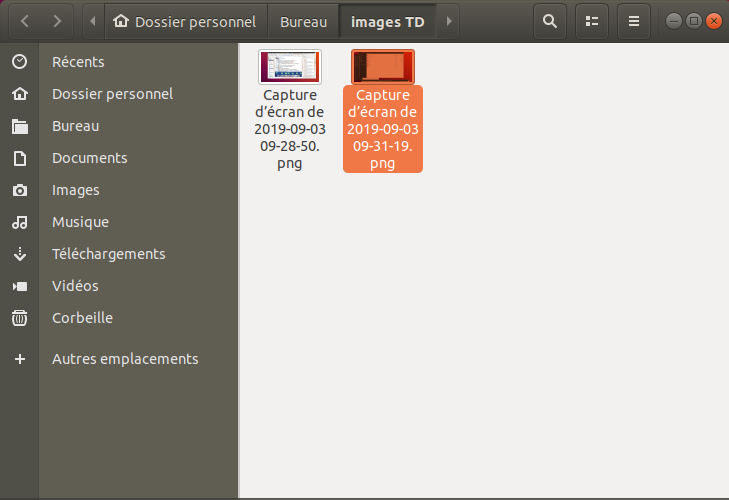 Dossier personnel
Bureau
images TD
Récents
Dossier personnel
Bureau
Documents
Images
Musique
Téléchargements
Vidéos
Corbeille
Autres emplacements
Capture
d’écran de
2019-09-03
09-28-50.
png
Capture
d’écran de
2019-09-03
09-31-19.
png